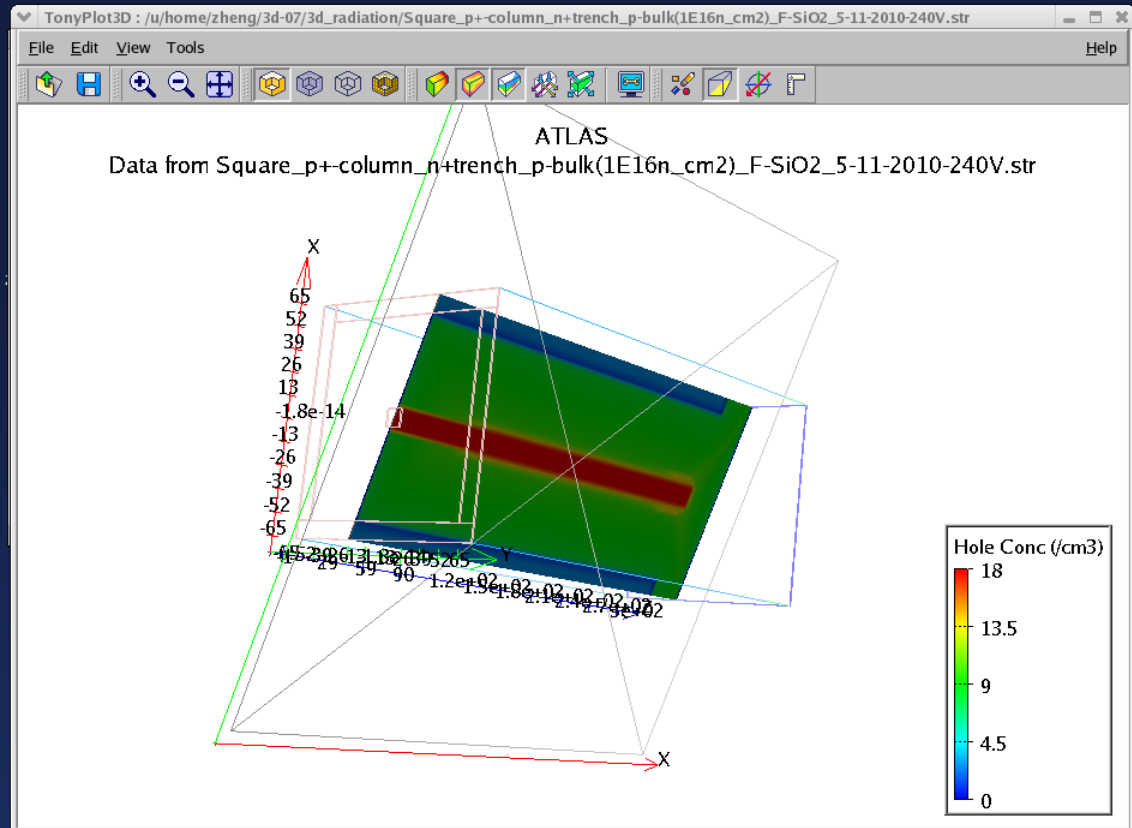 TonyPlot3D : /u/home/zheng/3d-07/3d_radiation/Square_p+-column_n+trench_p-bulk(1E16n_cm2)_F-SiO2_5-11-2010-240V.str
File Edit View Tools Help
ATLAS
Data from Square_p+-column_n+trench_p-bulk(1E16n_cm2)_F-SiO2_5-11-2010-240V.str
X
65
52
39
26
13
-1.8e-14
-13
-26
-39
-52
-65
Y
29
59
90
1.2e+02
X
Hole Conc (/cm3)
18
13.5
9
4.5
0